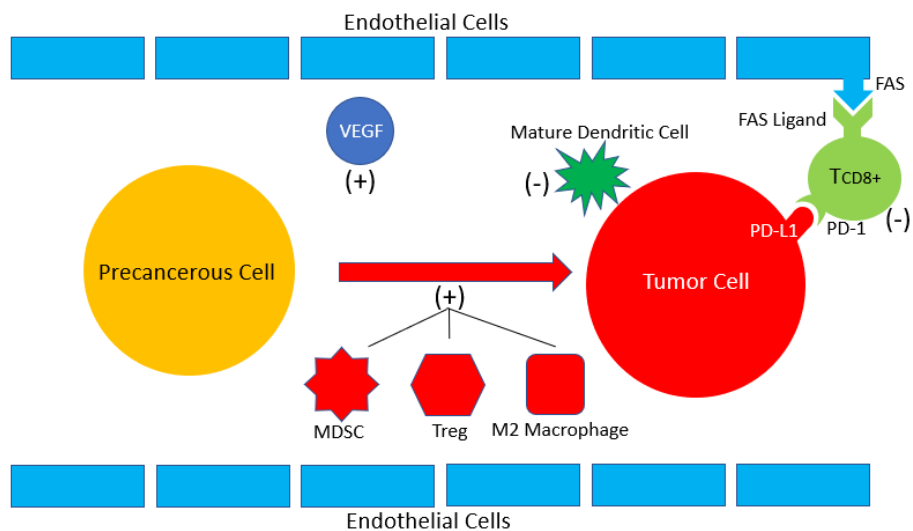 Endothelial Cells
FAS
VEGF
FAS Ligand
Mature Dendritic Cell
(+)
(-)
TCD8+
(-)
PD-L1
PD-1
Precancerous Cell
Tumor Cell
(+)
MDSC
Treg
M2 Macrophage
Endothelial Cells